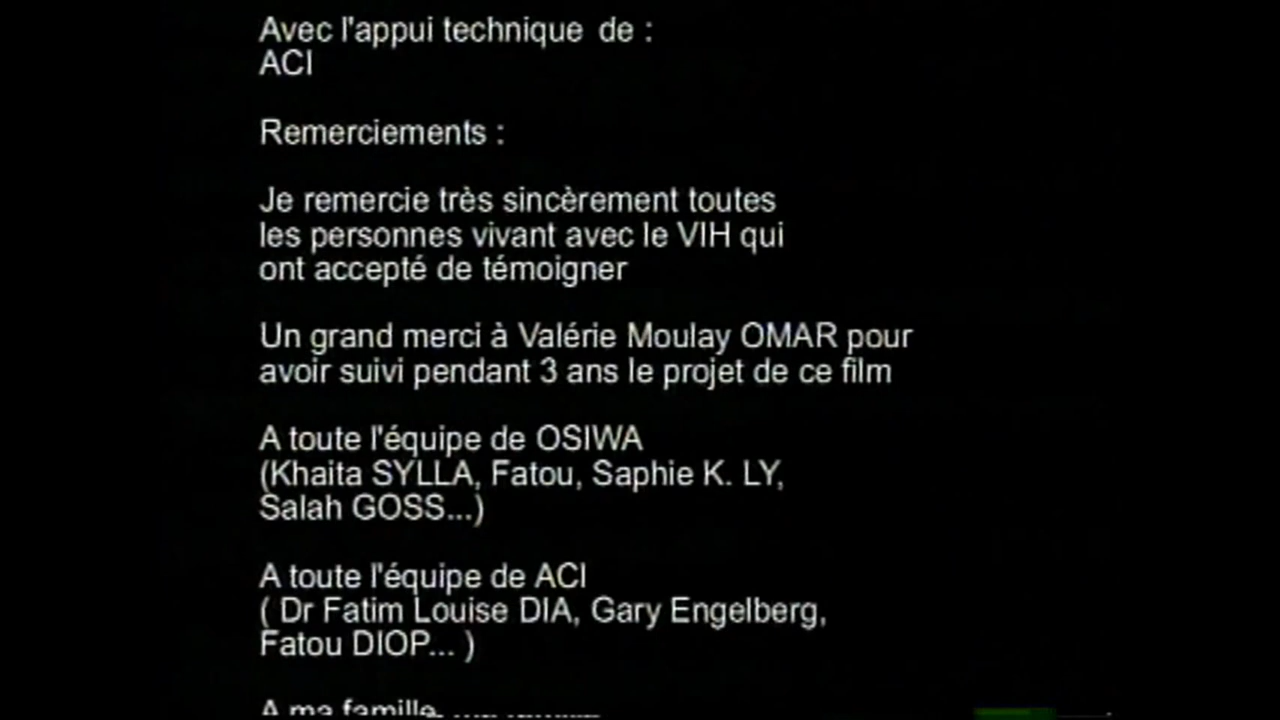 Avec l'appui technique de :
ACI
Remerciements :
Je remercie très sincèrement toutes
les personnes vivant avec le VIH qui
ont accepté de témoigner
Un grand merci à Valérie Moulay OMAR pour
avoir suivi pendant 3 ans le projet de ce film
A toute l'équipe de OSIWA
(Khaita SYLLA, Fatou, Saphie K. LY,
Salah GOSS...)
A toute l'équipe de ACI
( Dr Fatim Louise DIA, Gary Engelberg,
Fatou DIOP... )
A ma famille,